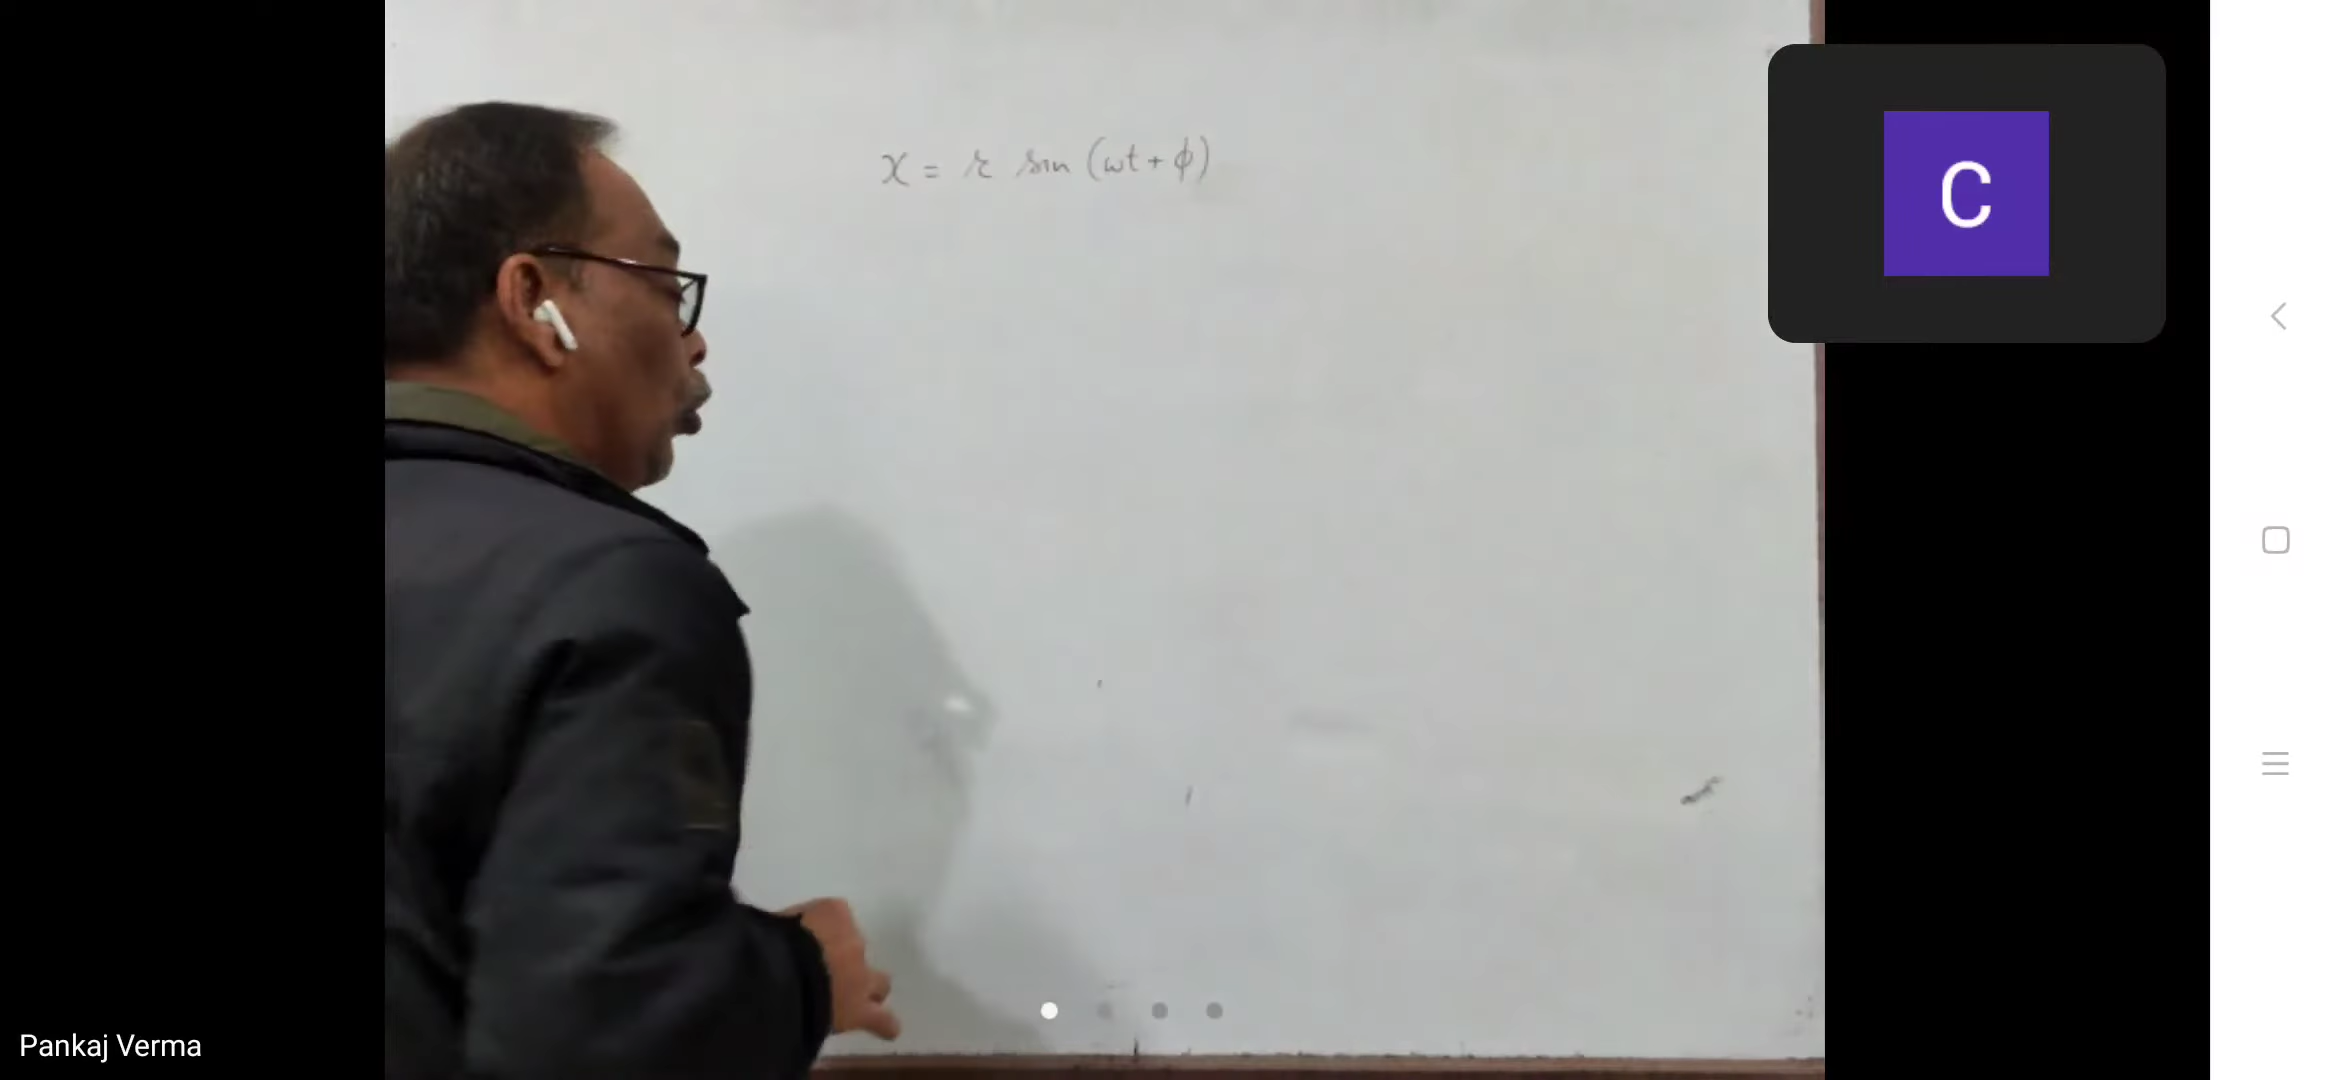 x = r sin (ωt + ϕ)
C
Pankaj Verma